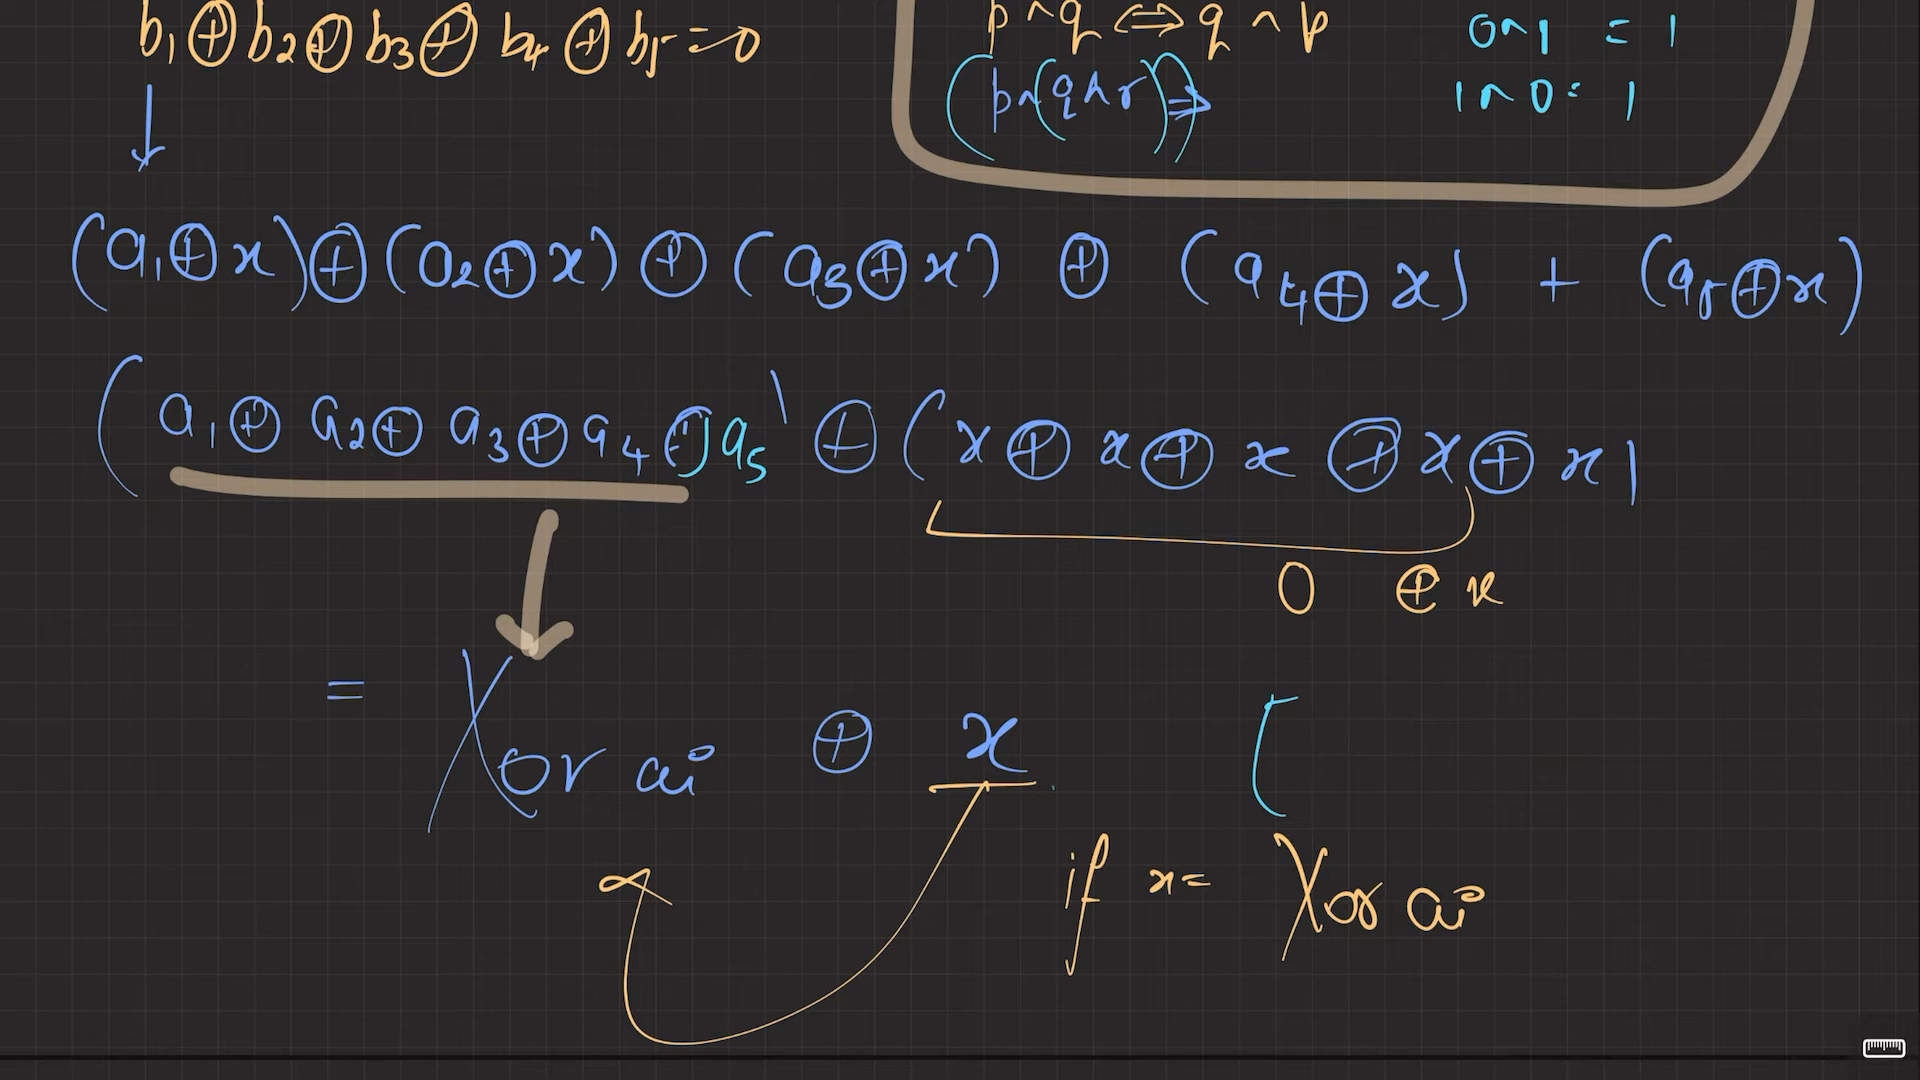 b₁ ⊕ b₂ ⊕ b₃ ⊕ b₄ ⊕ b₅ = 0
p ^ q ⟺ q ^ p
0 ^ 1 = 1
(p ^ (q ^ r)) ⇒
1 ^ 0 = 1
↓
(a₁ ⊕ x) ⊕ (a₂ ⊕ x) ⊕ (a₃ ⊕ x) ⊕ (a₄ ⊕ x) + (a₅ ⊕ x)
(a₁ ⊕ a₂ ⊕ a₃ ⊕ a₄ ⊕ a₅) ⊕ (x ⊕ x ⊕ x ⊕ x ⊕ x)
0 ⊕ x
= Xor ai ⊕ x (
if x = Xor ai